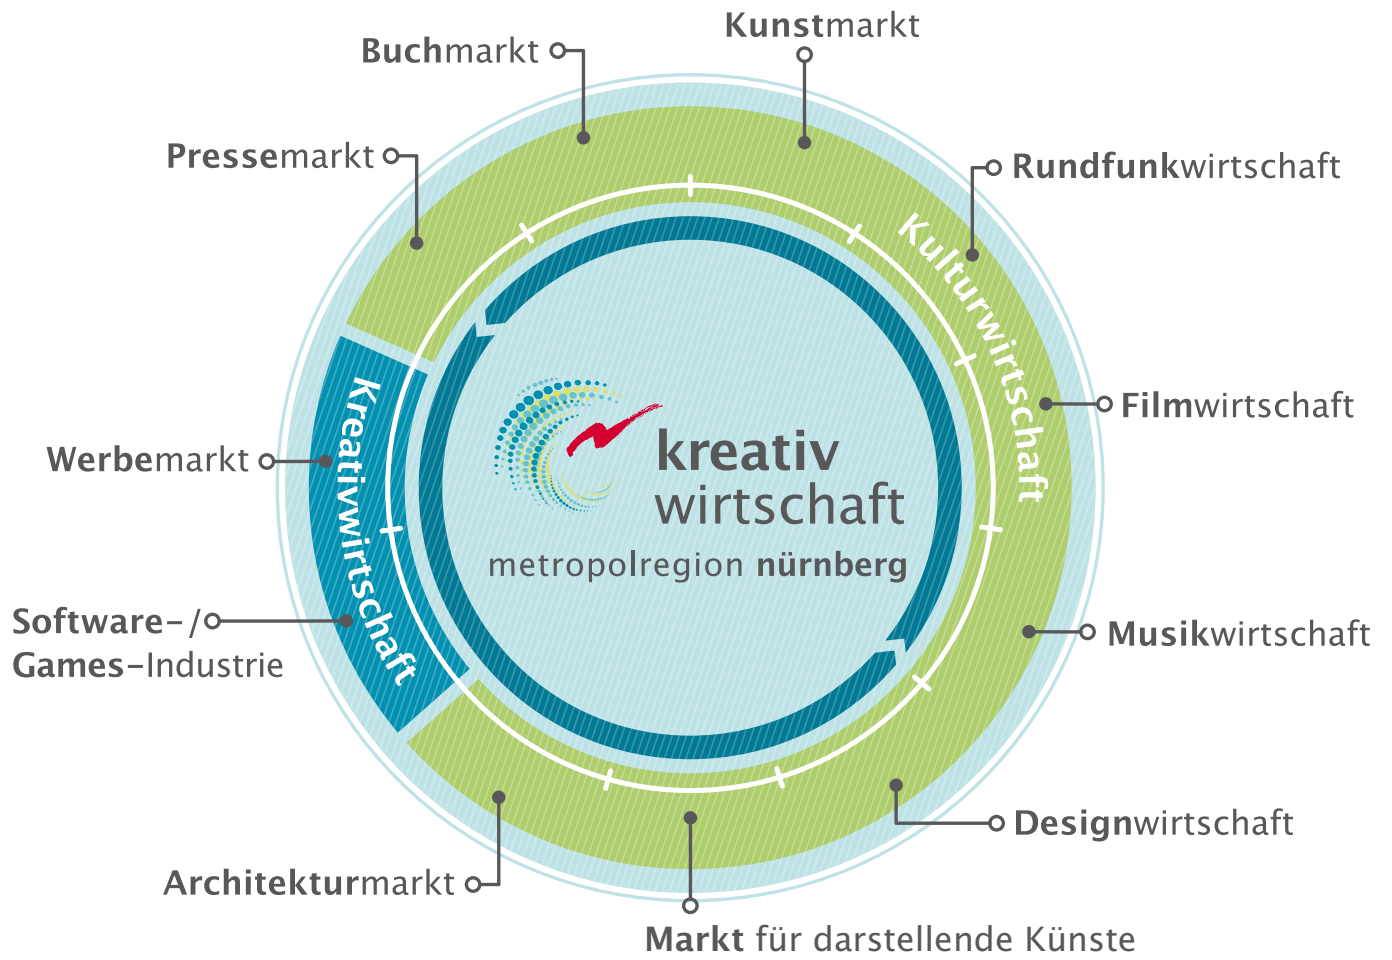 Kunstmarkt
Buchmarkt
Pressemarkt
Rundfunkwirtschaft
Kulturwirtschaft
Filmwirtschaft
Kreativwirtschaft
Werbemarkt
kreativ
wirtschaft
metropolregion nürnberg
Software-/
Games-Industrie
Musikwirtschaft
Designwirtschaft
Architekturmarkt
Markt für darstellende Künste